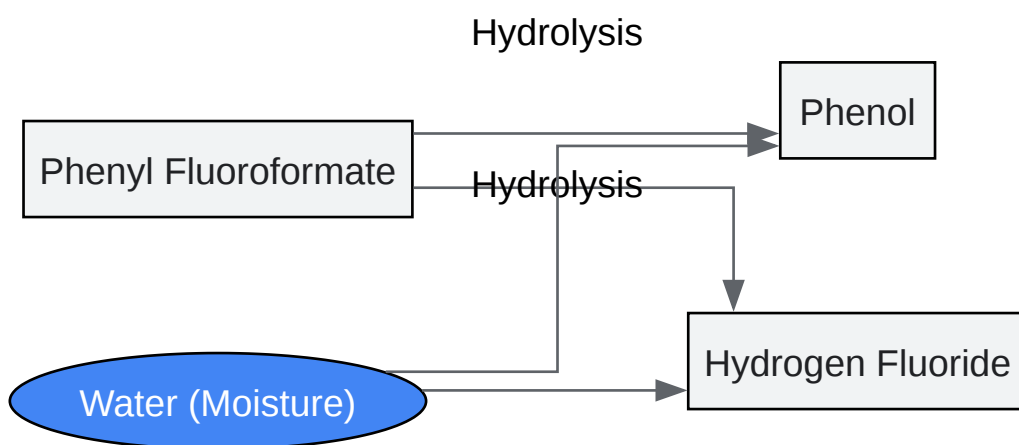 Hydrolysis
Phenol
Phenyl Fluoroformate
Hydrolysis
Hydrogen Fluoride
Water (Moisture)